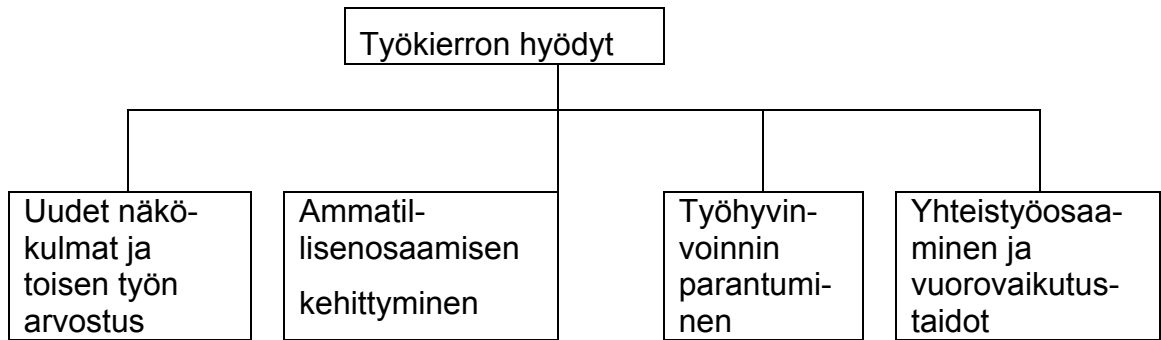 Työkierron hyödyt
Uudet näkö-
kulmat ja
toisen työn
arvostus
Ammatil-
lisenosaamisen
kehittyminen
Työhyvin-
voinnin
parantumi-
nen
Yhteistyöosaa-
minen ja
vuorovaikutus-
taidot